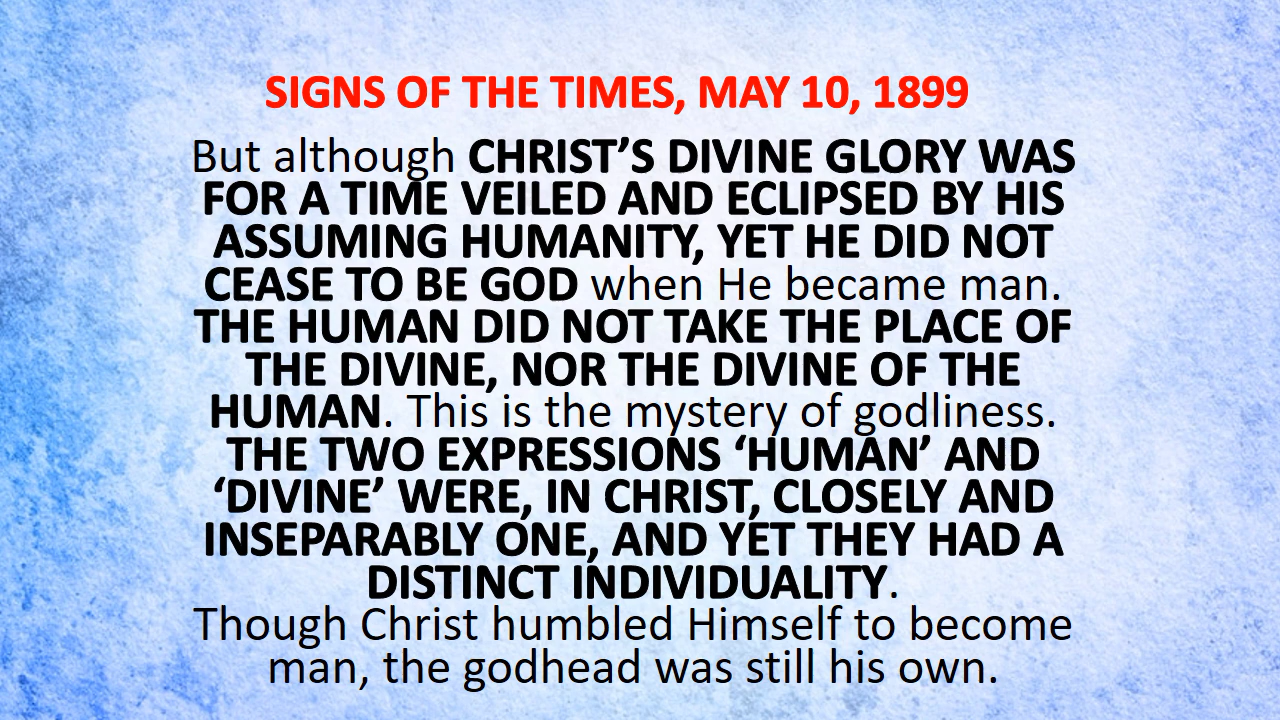 SIGNS OF THE TIMES, MAY 10, 1899
But although CHRIST’S DIVINE GLORY WAS
FOR A TIME VEILED AND ECLIPSED BY HIS
ASSUMING HUMANITY, YET HE DID NOT
CEASE TO BE GOD when He became man.
THE HUMAN DID NOT TAKE THE PLACE OF
THE DIVINE, NOR THE DIVINE OF THE
HUMAN. This is the mystery of godliness.
THE TWO EXPRESSIONS ‘HUMAN’ AND
‘DIVINE’ WERE, IN CHRIST, CLOSELY AND
INSEPARABLY ONE, AND YET THEY HAD A
DISTINCT INDIVIDUALITY.
Though Christ humbled Himself to become
man, the godhead was still his own.